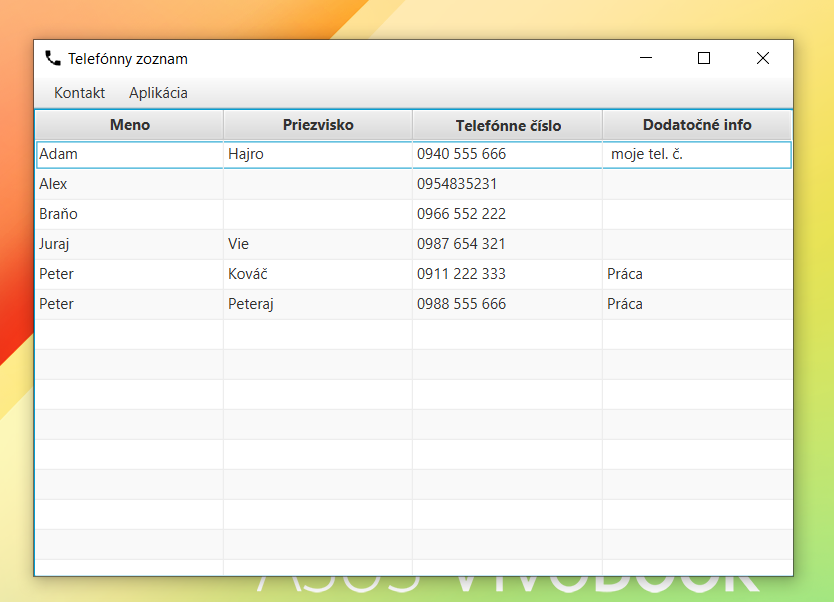 Telefónny zoznam
Kontakt Aplikácia
Meno Priezvisko Telefónne číslo Dodatočné info
Adam Hajro 0940 555 666 moje tel. č.
Alex 0954835231
Braňo 0966 552 222
Juraj Vie 0987 654 321
Peter Kováč 0911 222 333 Práca
Peter Peteraj 0988 555 666 Práca
ASUS VIVOBOOK